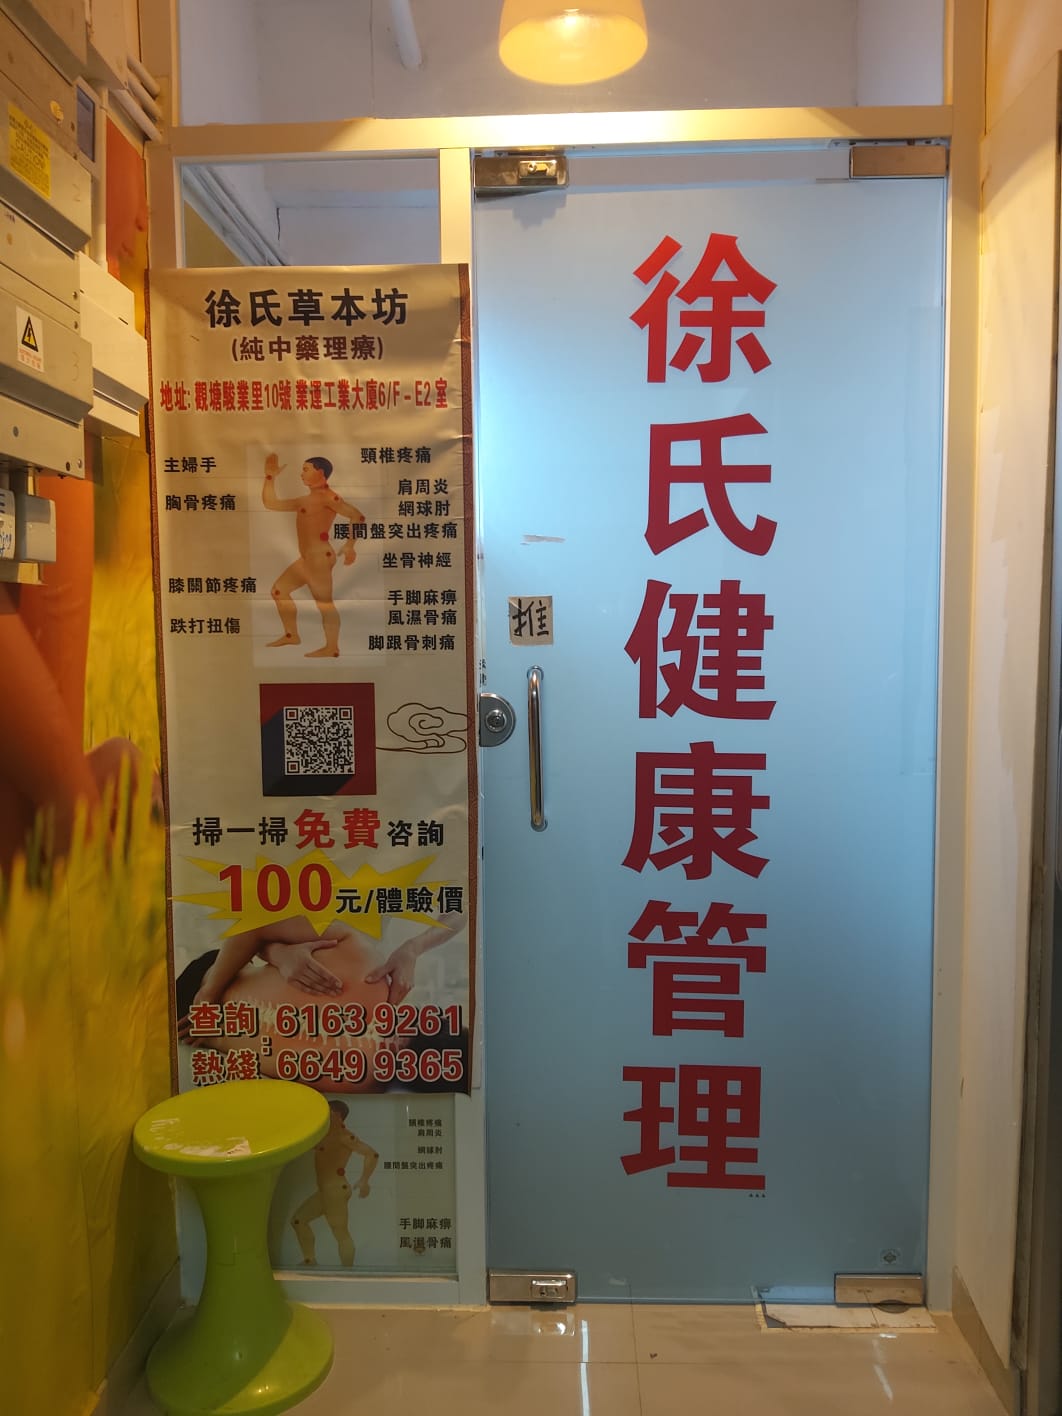 徐氏草本坊
(純中藥理療)
地址: 觀塘駿業里10號 業運工業大廈6/F – E2 室
主婦手
胸骨疼痛
膝關節疼痛
跌打扭傷
頸椎疼痛
肩周炎
網球肘
腰間盤突出疼痛
坐骨神經
手脚麻痹
風濕骨痛
脚跟骨刺痛
掃一掃免費咨詢
100元/體驗價
查詢 : 6163 9261
熱綫 6649 9365
頸椎疼痛
肩周炎
網球肘
腰間盤突出疼痛
手脚麻痹
風濕骨痛
推
徐氏健康管理